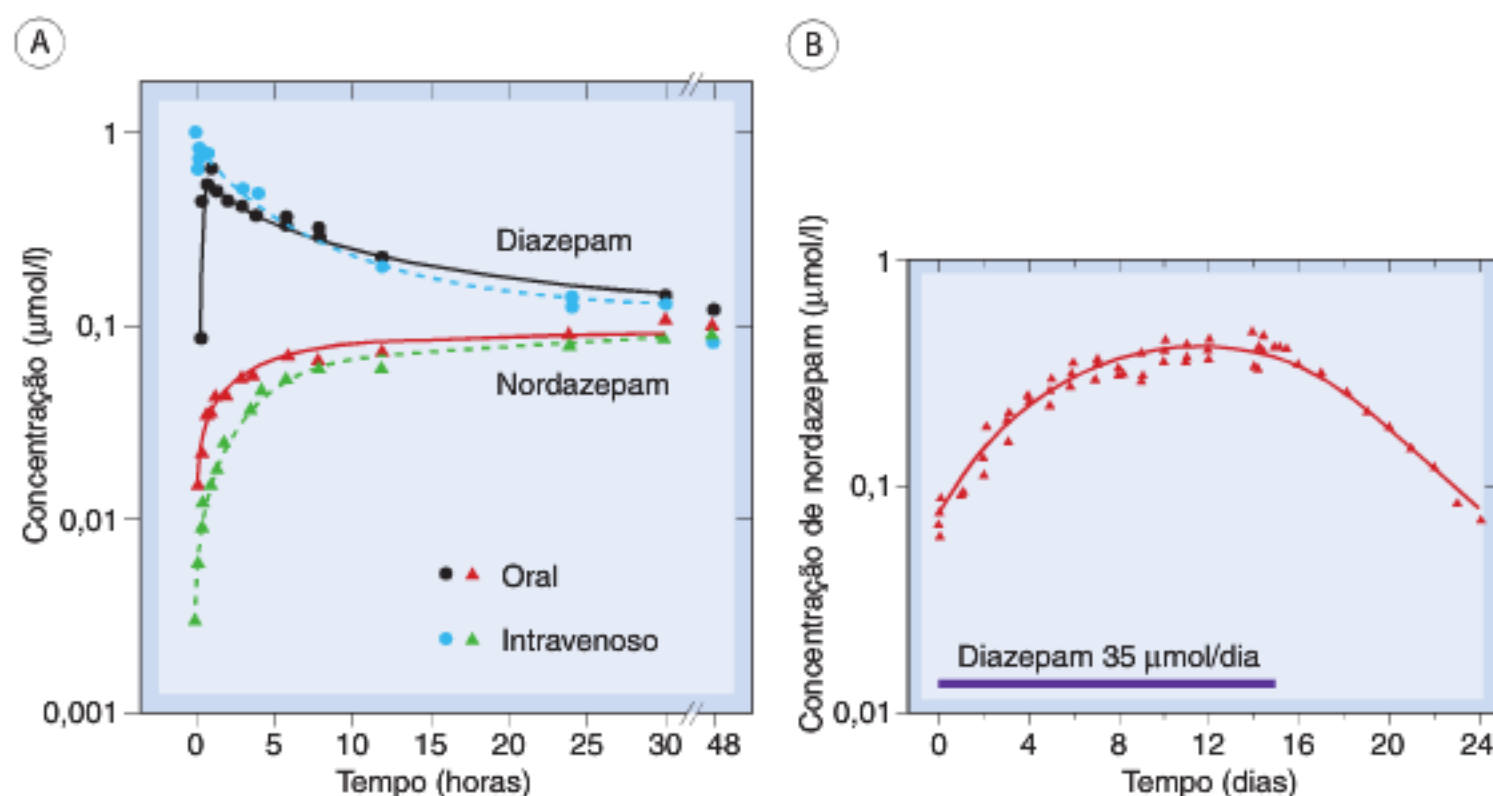 A
Concentração (µmol/l)
1
0,1
0,01
0,001
Diazepam
Nordazepam
Oral
Intravenoso
0 5 10 15 20 25 30 48
Tempo (horas)
B
Concentração de nordazepam (µmol/l)
1
0,1
0,01
Diazepam 35 µmol/dia
0 4 8 12 16 20 24
Tempo (dias)